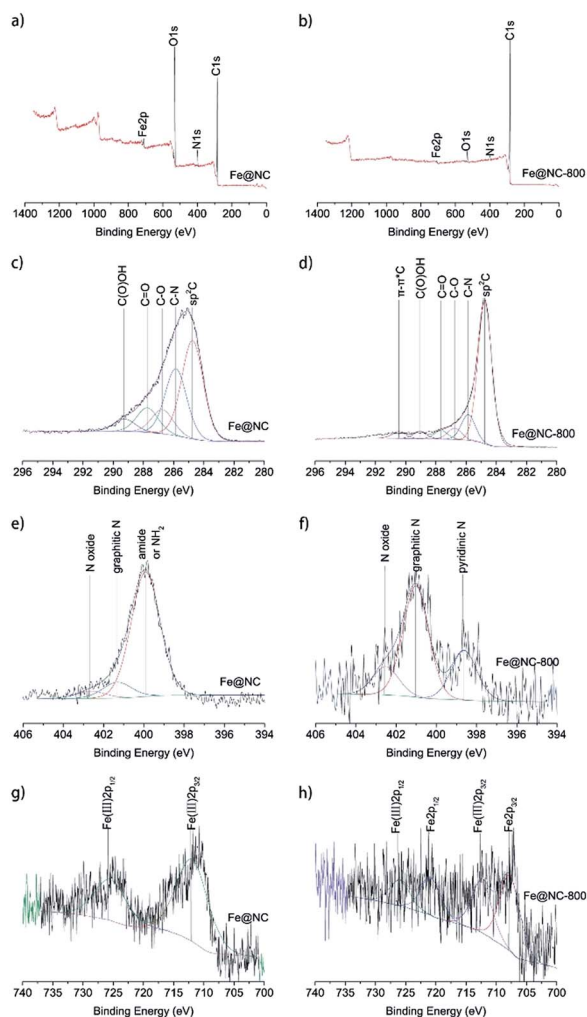 a)
O1s
C1s
Fe2p
N1s
Fe@NC
1400 1200 1000 800 600 400 200 0
Binding Energy (eV)
b)
C1s
Fe2p
O1s
N1s
Fe@NC-800
1400 1200 1000 800 600 400 200 0
Binding Energy (eV)
c)
C(O)OH
C=O
C-O
C-N
sp²C
Fe@NC
296 294 292 290 288 286 284 282 280
Binding Energy (eV)
d)
π-π*C
C(O)OH
C=O
C-O
C-N
sp²C
Fe@NC-800
296 294 292 290 288 286 284 282 280
Binding Energy (eV)
e)
N oxide
graphitic N
amide
or NH₂
Fe@NC
406 404 402 400 398 396 394
Binding Energy (eV)
f)
N oxide
graphitic N
pyridinic N
Fe@NC-800
406 404 402 400 398 396 394
Binding Energy (eV)
g)
Fe(III)2p₁/₂
Fe(III)2p₃/₂
Fe@NC
740 735 730 725 720 715 710 705 700
Binding Energy (eV)
h)
Fe(III)2p₁/₂
Fe2p₁/₂
Fe(III)2p₃/₂
Fe2p₃/₂
Fe@NC-800
740 735 730 725 720 715 710 705 700
Binding Energy (eV)